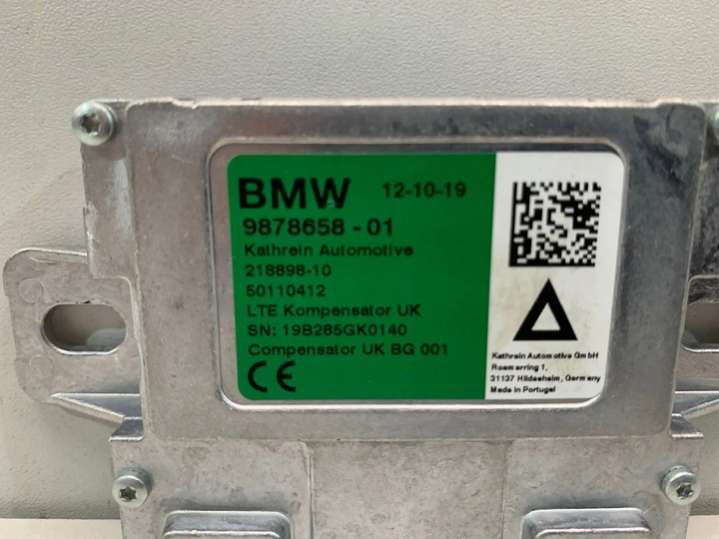 BMW 12-10-19
9878658 - 01
Kathrein Automotive
218898-10
50110412
LTE Kompensator UK
SN: 19B285GK0140
Compensator UK BG 001
CE
Kathrein Automotive GmbH
Roemerring 1,
31137 Hildesheim, Germany
Made in Portugal